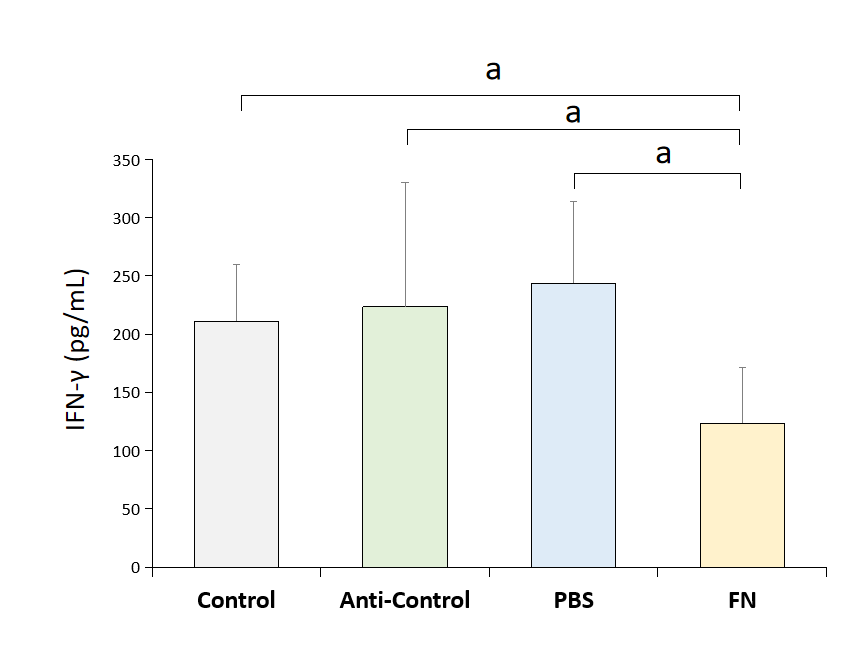 a
a
a
350
300
250
200
150
100
50
0
IFN-γ (pg/mL)
Control Anti-Control PBS FN